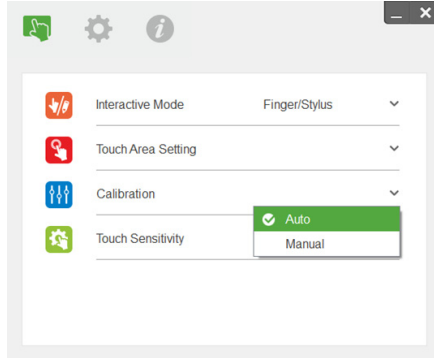 Interactive Mode Finger/Stylus
Touch Area Setting
Calibration
Auto
Touch Sensitivity
Manual